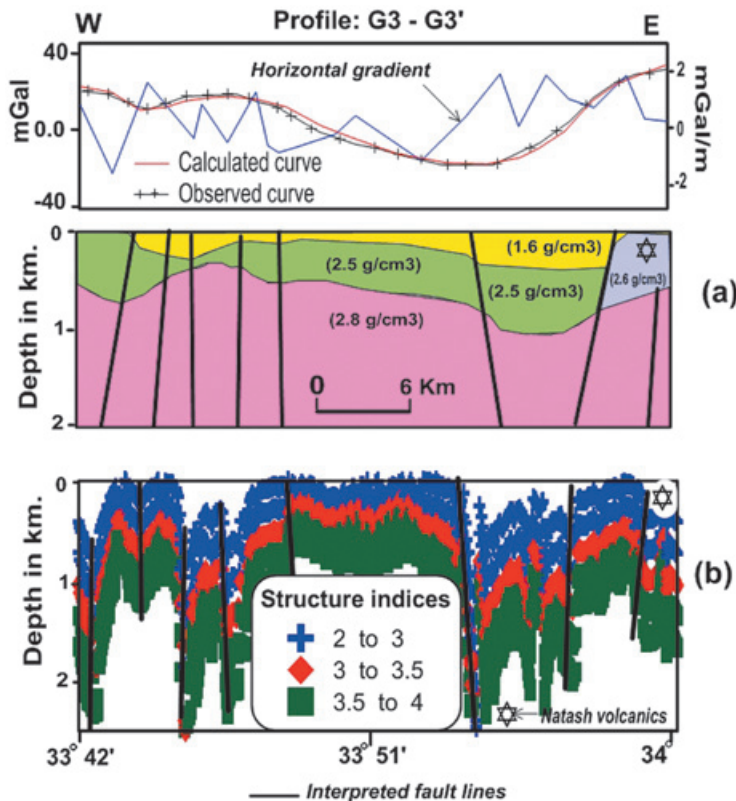 Profile: G3 - G3'
W E
40
0.0
-40
mGal
2
0
-2
mGal/m
Horizontal gradient
Calculated curve
Observed curve
0
1
2
Depth in km.
(1.6 g/cm3)
(2.5 g/cm3)
(2.5 g/cm3)
(2.6 g/cm3)
(2.8 g/cm3)
0 6 Km
(a)
0
1
2
Depth in km.
(b)
Structure indices
2 to 3
3 to 3.5
3.5 to 4
Natash volcanics
33° 42' 33° 51' 34°
Interpreted fault lines